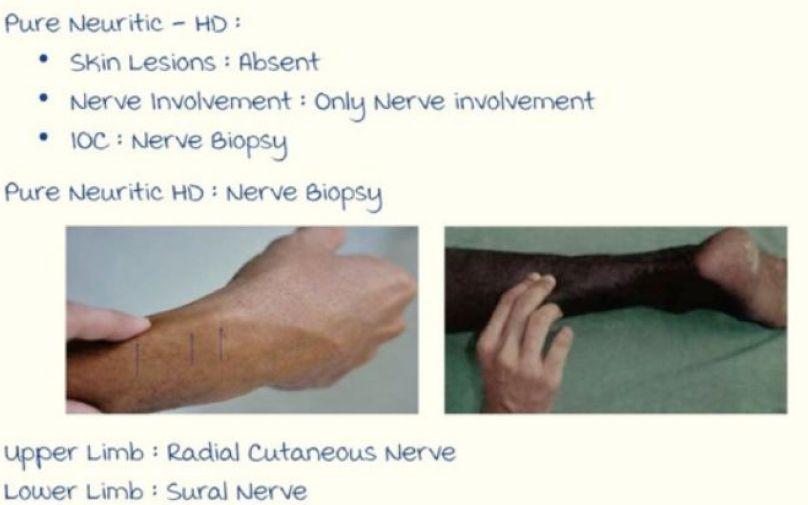 Pure Neuritic - HD :
• Skin Lesions : Absent
• Nerve Involvement : Only Nerve involvement
• IOC : Nerve Biopsy
Pure Neuritic HD : Nerve Biopsy
Upper Limb : Radial Cutaneous Nerve
Lower Limb : Sural Nerve